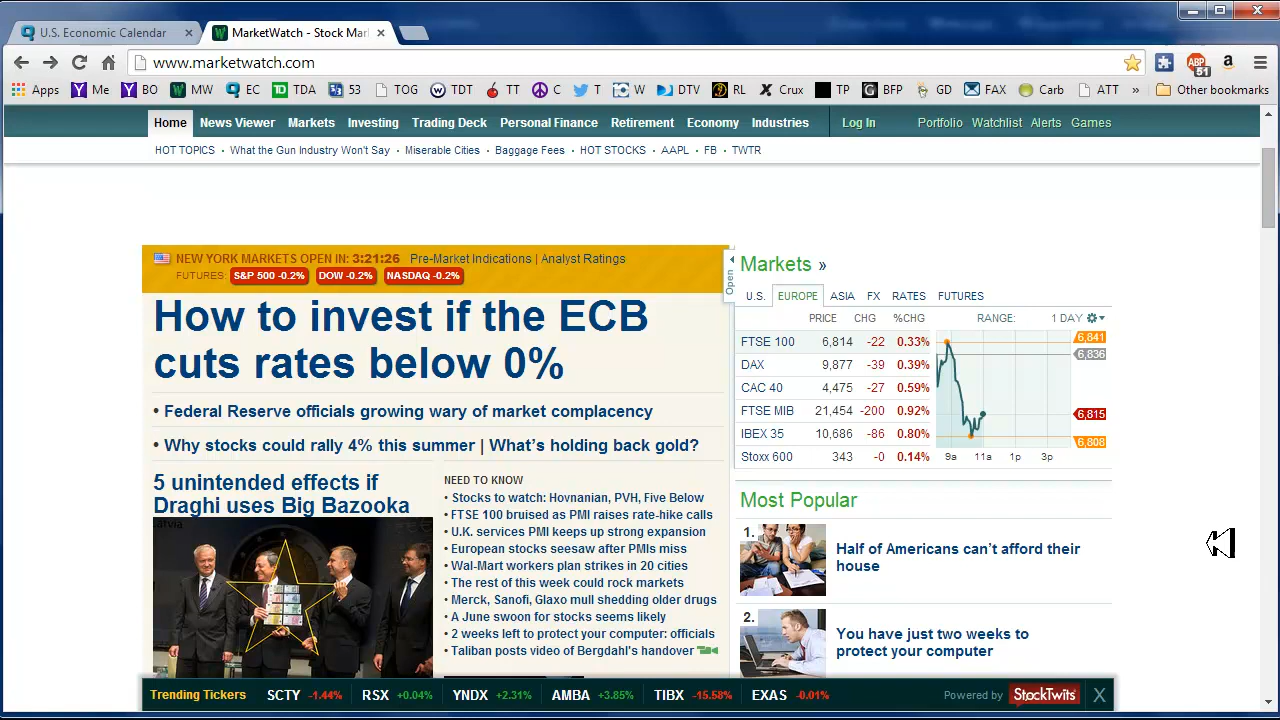 U.S. Economic Calendar
MarketWatch - Stock Mar
www.marketwatch.com
ABP 51
Apps Me BO MW EC TD TDA 53 TOG TDT TT C T W DTV RL Crux TP BFP GD FAX Carb ATT » Other bookmarks
Home News Viewer Markets Investing Trading Deck Personal Finance Retirement Economy Industries Log In Portfolio Watchlist Alerts Games
HOT TOPICS · What the Gun Industry Won't Say · Miserable Cities · Baggage Fees · HOT STOCKS · AAPL · FB · TWTR
NEW YORK MARKETS OPEN IN: 3:21:26 Pre-Market Indications | Analyst Ratings
FUTURES: S&P 500 -0.2% DOW -0.2% NASDAQ -0.2%
How to invest if the ECB
cuts rates below 0%
• Federal Reserve officials growing wary of market complacency
• Why stocks could rally 4% this summer | What's holding back gold?
5 unintended effects if
Draghi uses Big Bazooka
Latvia
NEED TO KNOW
• Stocks to watch: Hovnanian, PVH, Five Below
• FTSE 100 bruised as PMI raises rate-hike calls
• U.K. services PMI keeps up strong expansion
• European stocks seesaw after PMIs miss
• Wal-Mart workers plan strikes in 20 cities
• The rest of this week could rock markets
• Merck, Sanofi, Glaxo mull shedding older drugs
• A June swoon for stocks seems likely
• 2 weeks left to protect your computer: officials
• Taliban posts video of Bergdahl's handover
Open
Markets »
U.S. EUROPE ASIA FX RATES FUTURES
PRICE CHG %CHG RANGE: 1 DAY
FTSE 100 6,814 -22 0.33%
DAX 9,877 -39 0.39%
CAC 40 4,475 -27 0.59%
FTSE MIB 21,454 -200 0.92%
IBEX 35 10,686 -86 0.80%
Stoxx 600 343 -0 0.14%
6,841
6,836
6,815
6,808
9a 11a 1p 3p
Most Popular
1.
Half of Americans can't afford their
house
2.
You have just two weeks to
protect your computer
Trending Tickers SCTY -1.44% RSX +0.04% YNDX +2.31% AMBA +3.85% TIBX -15.58% EXAS -0.01% Powered by StockTwits X